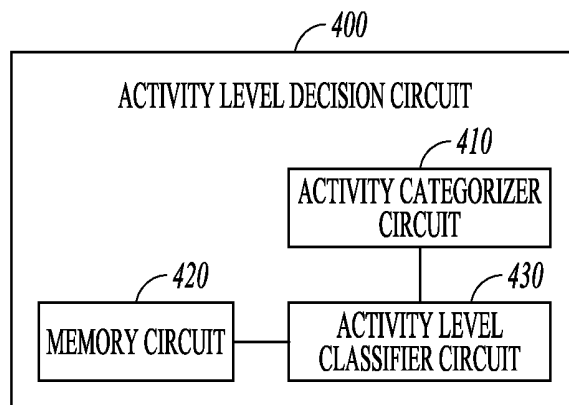 400
ACTIVITY LEVEL DECISION CIRCUIT
410
ACTIVITY CATEGORIZER
CIRCUIT
420
MEMORY CIRCUIT
430
ACTIVITY LEVEL
CLASSIFIER CIRCUIT